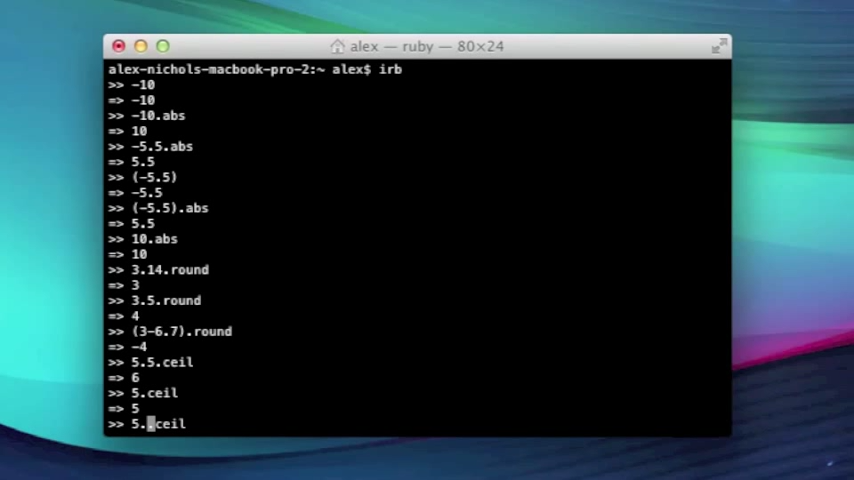 alex — ruby — 80×24
alex-nichols-macbook-pro-2:~ alex$ irb
>> -10
=> -10
>> -10.abs
=> 10
>> -5.5.abs
=> 5.5
>> (-5.5)
=> -5.5
>> (-5.5).abs
=> 5.5
>> 10.abs
=> 10
>> 3.14.round
=> 3
>> 3.5.round
=> 4
>> (3-6.7).round
=> -4
>> 5.5.ceil
=> 6
>> 5.ceil
=> 5
>> 5..ceil